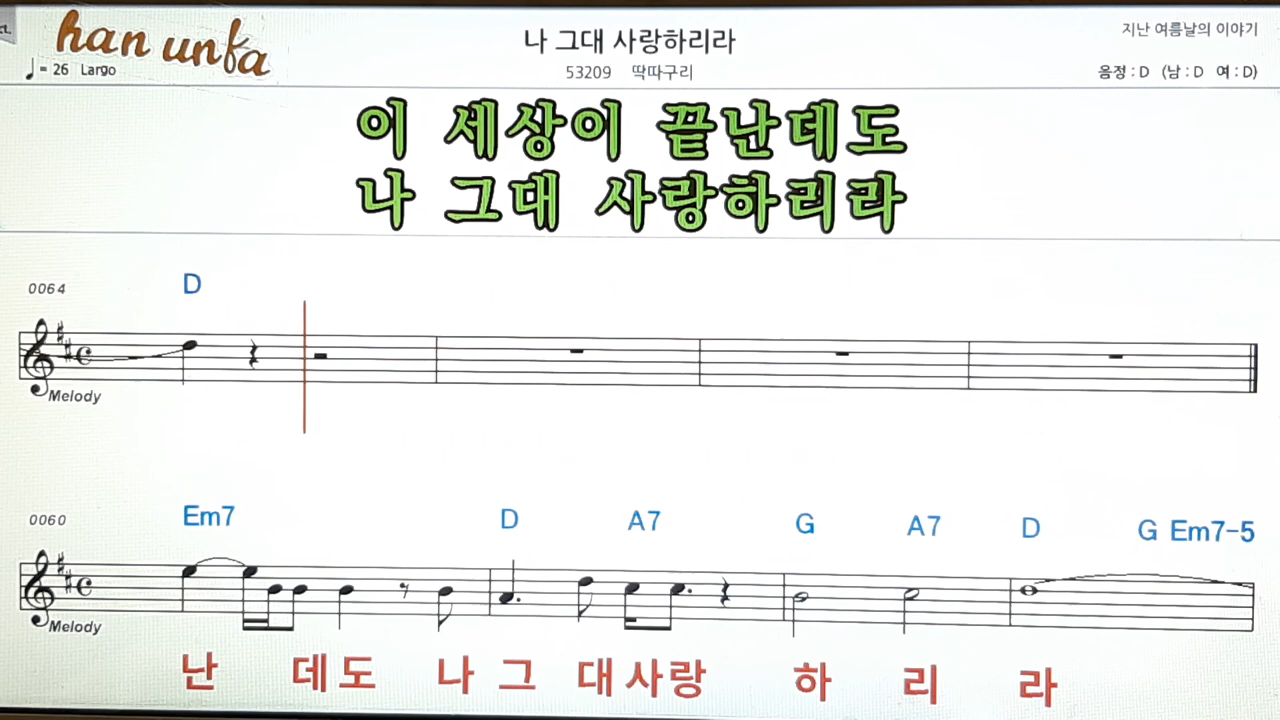 han unfa
♩= 26 Largo
나 그대 사랑하리라
53209 딱따구리
지난 여름날의 이야기
음정 : D (남 : D 여 : D)
이 세상이 끝난데도
나 그대 사랑하리라
0064
D
Melody
0060
Em7 D A7 G A7 D G Em7-5
Melody
난 데도 나 그 대사랑 하 리 라